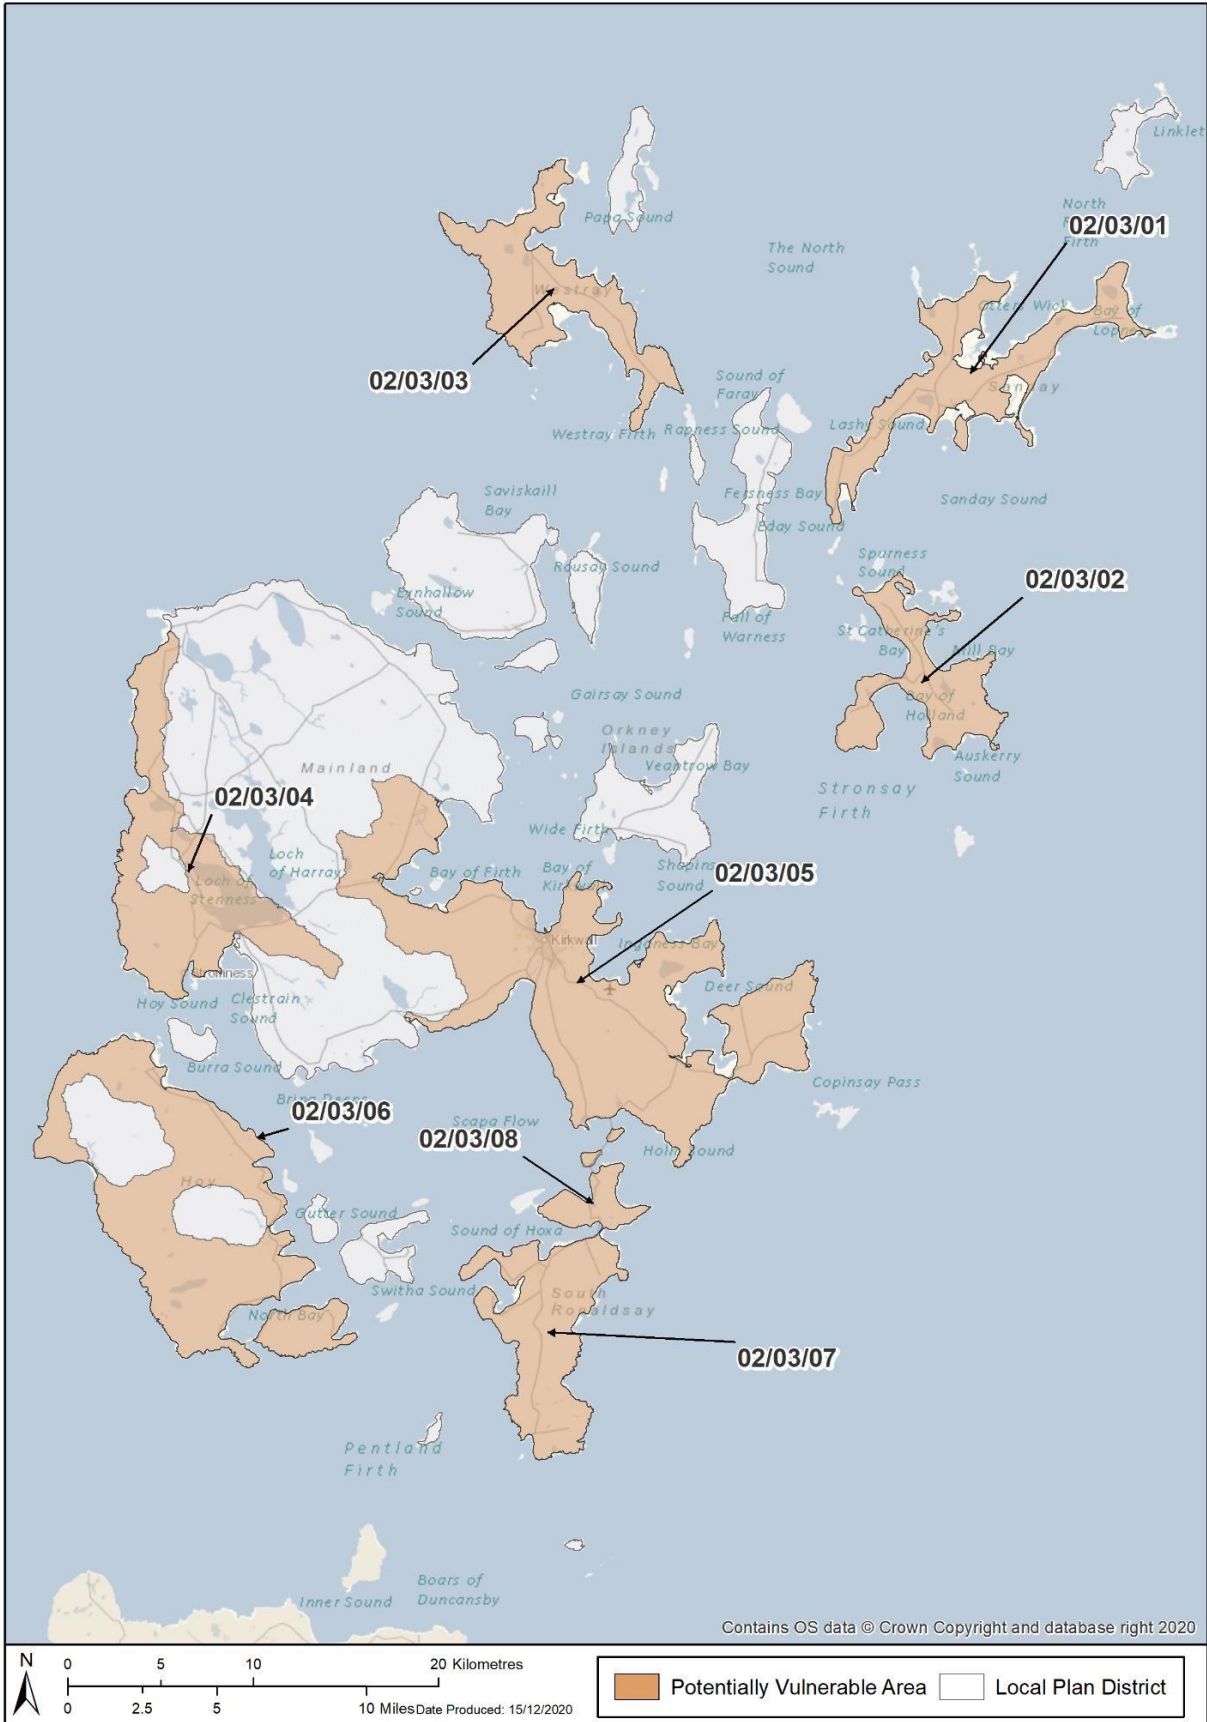 Linklet
Papa Sound
North
Firth
02/03/01
The North
Sound
Otters Wick
Westray
Bay of
Lopness
02/03/03
Sound of
Faray
Sanday
Westray Firth
Rapness Sound
Lashy Sound
Saviskaill
Bay
Fersness Bay
Sanday Sound
Eday Sound
Spurness
Sound
Rousay Sound
02/03/02
Eynhallow
Sound
Fall of
Warness
St Catherine's
Bay
Mill Bay
Gairsay Sound
Bay of
Holland
Orkney
Islands
Auskerry
Sound
Mainland
Veantrow Bay
Stronsay
Firth
02/03/04
Wide Firth
Loch
of Harray
Bay of Firth
Bay of
Kirkwall
Shapins
Sound
02/03/05
Loch of
Stenness
Kirkwall
Inganess Bay
Stromness
Deer Sound
Hoy Sound
Clestrain
Sound
Burra Sound
Copinsay Pass
Bring Deeps
02/03/06
Scapa Flow
02/03/08
Holm Sound
Hoy
Gutter Sound
Sound of Hoxa
Switha Sound
South
Ronaldsay
North Bay
02/03/07
Pentland
Firth
Boars of
Duncansby
Inner Sound
Contains OS data © Crown Copyright and database right 2020
N
0 5 10 20 Kilometres
0 2.5 5 10 Miles
Date Produced: 15/12/2020
Potentially Vulnerable Area
Local Plan District